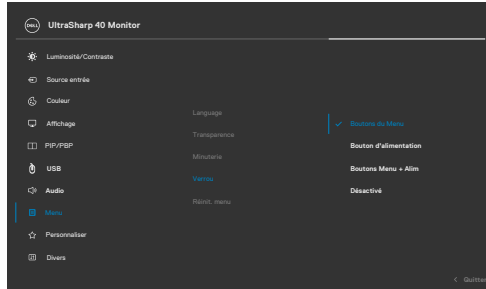 DELL UltraSharp 40 Monitor
Luminosité/Contraste
Source entrée
Couleur
Affichage
PIP/PBP
USB
Audio
Menu
Personnaliser
Divers
Language
Transparence
Minuterie
Verrou
Réinit. menu
Boutons du Menu
Bouton d'alimentation
Boutons Menu + Alim
Désactivé
Quitter